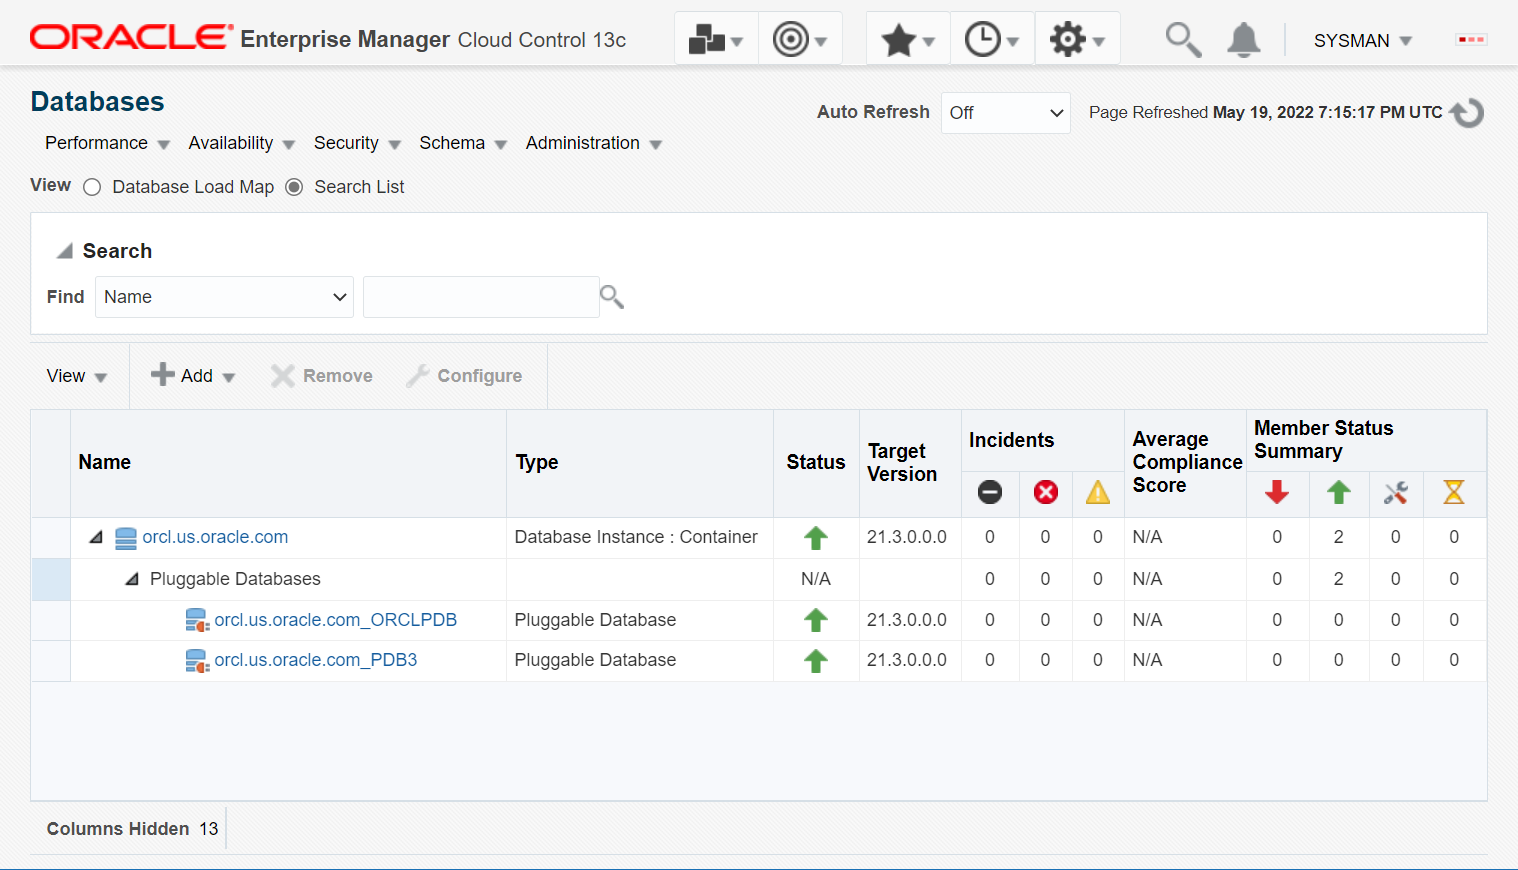 ORACLE Enterprise Manager Cloud Control 13c
SYSMAN
Databases
Auto Refresh Off Page Refreshed May 19, 2022 7:15:17 PM UTC
Performance Availability Security Schema Administration
View Database Load Map Search List
Search
Find Name
View Add Remove Configure
Name Type Status Target Version Incidents Average Compliance Score Member Status Summary
orcl.us.oracle.com Database Instance : Container 21.3.0.0.0 0 0 0 N/A 0 2 0 0
Pluggable Databases N/A 0 0 0 N/A 0 2 0 0
orcl.us.oracle.com_ORCLPDB Pluggable Database 21.3.0.0.0 0 0 0 N/A 0 0 0 0
orcl.us.oracle.com_PDB3 Pluggable Database 21.3.0.0.0 0 0 0 N/A 0 0 0 0
Columns Hidden 13